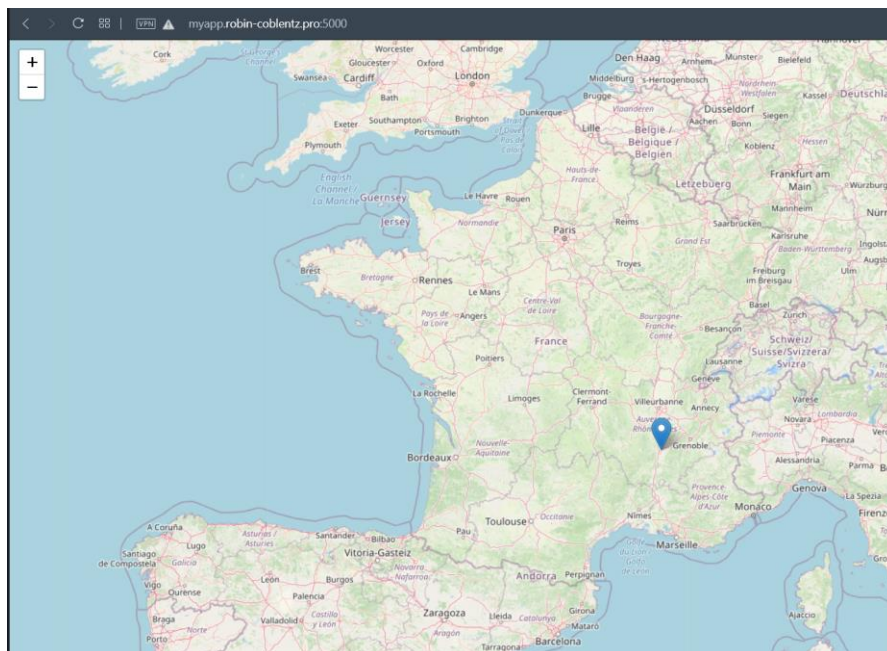 VPN myapp.robin-coblentz.pro:5000
+
−
Cork
Worcester
Cambridge
Gloucester
Oxford
Swansea
Cardiff
London
Bath
Exeter
Southampton
Brighton
Portsmouth
Plymouth
English
Channel /
La Manche
Guernsey
Jersey
Den Haag
Arnhem
Münster
Bielefeld
Middelburg
's-Hertogenbosch
Nordrhein-
Westfalen
Kassel
Brugge
Vlaanderen
Düsseldorf
Dunkerque
Aachen
Bonn
Siegen
Lille
België /
Belgique /
Belgien
Koblenz
Hessen
Frankfurt am
Main
Wurzburg
Hauts-de-
France
Letzebuerg
Mannheim
Le Havre
Rouen
Normandie
Reims
Saarbrücken
Karlsruhe
Paris
Grand Est
Baden-Württemberg
Brest
Bretagne
Rennes
Troyes
Freiburg
im Breisgau
Ulm
Le Mans
Centre-Val
de Loire
Basel
Zürich
Pays de
la Loire
Angers
Bourgogne-
Franche-
Comté
Besançon
Schweiz/
Suisse/Svizzera/
Svizra
France
Poitiers
Lausanne
Genève
La Rochelle
Limoges
Clermont-
Ferrand
Villeurbanne
Annecy
Varese
Novara
Lombardia
Nouvelle-
Aquitaine
Grenoble
Piemonte
Piacenza
Bordeaux
Alessandria
Parma
Provence-
Alpes-Côte
d'Azur
Genova
La Spezia
Toulouse
Occitanie
Nîmes
Monaco
Marseille
A Coruña
Lugo
Asturias /
Asturies
Santander
Bilbao
Pau
Santiago
de Compostela
Galicia
Vitoria-Gasteiz
Vigo
Ourense
León
Burgos
Navarra
Andorra
Perpignan
Palencia
Braga
Norte
Valladolid
Castilla
y León
Zaragoza
Lleida
Catalunya
Girona
Mataró
Ajaccio
Porto
Aragón
Barcelona
Tarragona